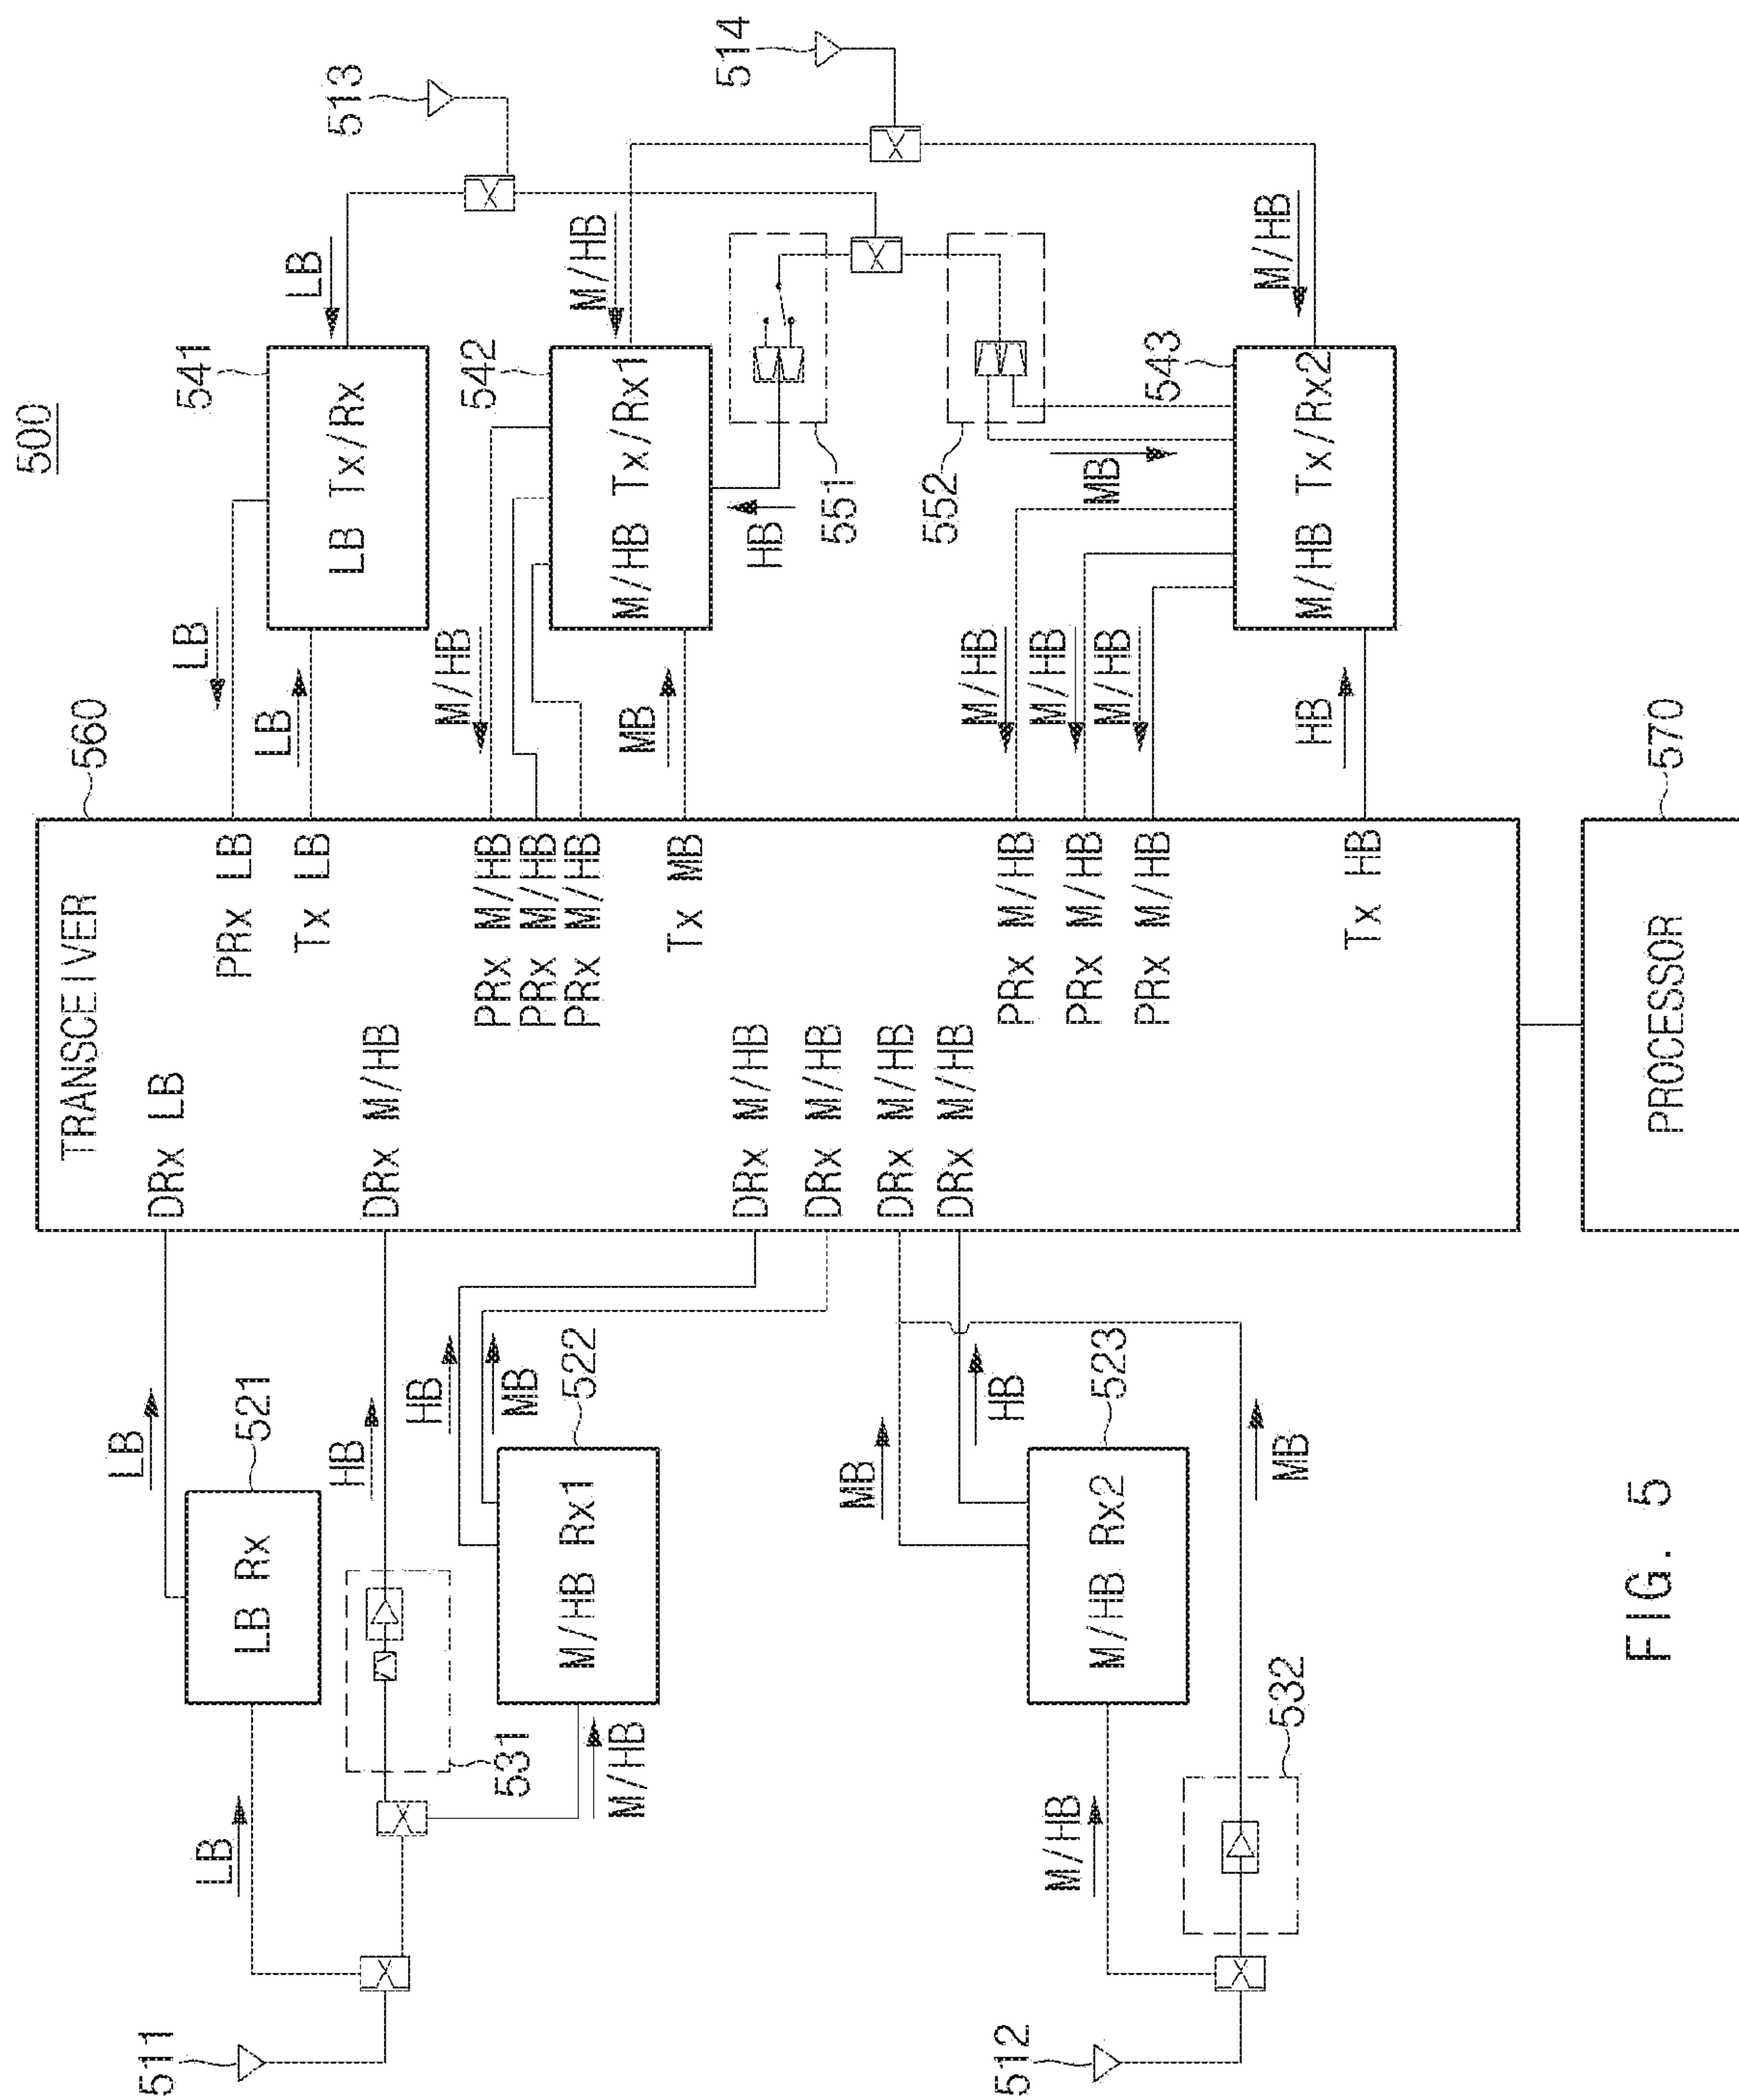 500
511
LB
LB Rx
521
LB
531
HB
M/HB
M/HB Rx1
522
HB
MB
512
M/HB
M/HB Rx2
523
MB
HB
532
MB
TRANSCEIVER
560
DRx LB
DRx M/HB
DRx M/HB
DRx M/HB
DRx M/HB
DRx M/HB
PRx LB
Tx LB
PRx M/HB
PRx M/HB
PRx M/HB
Tx MB
PRx M/HB
PRx M/HB
PRx M/HB
Tx HB
PROCESSOR
570
LB
LB
LB Tx/Rx
541
LB
513
M/HB
MB
M/HB Tx/Rx1
542
M/HB
514
HB
551
552
MB
M/HB
M/HB
M/HB
HB
M/HB Tx/Rx2
543
M/HB
FIG. 5